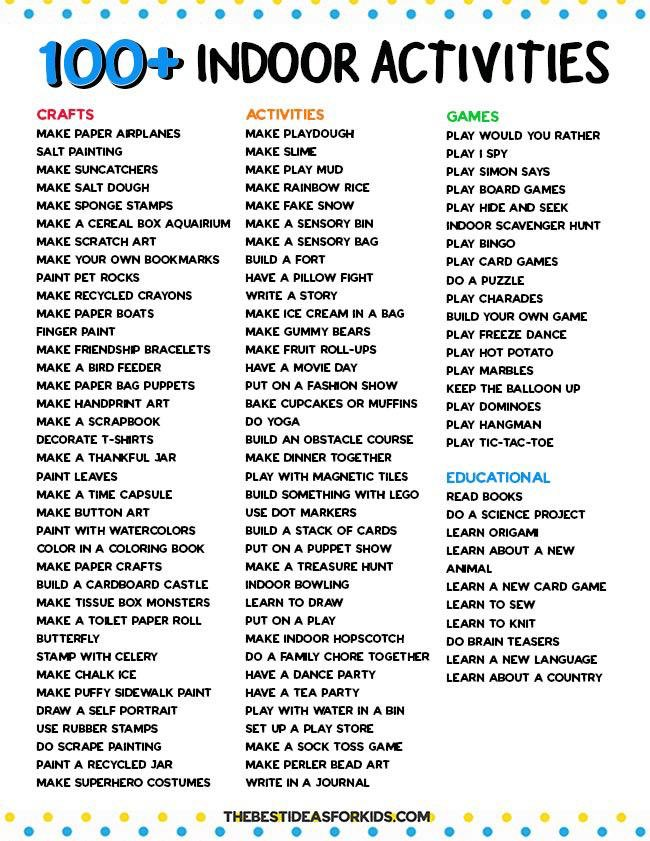 100+ INDOOR ACTIVITIES
CRAFTS
MAKE PAPER AIRPLANES
SALT PAINTING
MAKE SUNCATCHERS
MAKE SALT DOUGH
MAKE SPONGE STAMPS
MAKE A CEREAL BOX AQUAIRIUM
MAKE SCRATCH ART
MAKE YOUR OWN BOOKMARKS
PAINT PET ROCKS
MAKE RECYCLED CRAYONS
MAKE PAPER BOATS
FINGER PAINT
MAKE FRIENDSHIP BRACELETS
MAKE A BIRD FEEDER
MAKE PAPER BAG PUPPETS
MAKE HANDPRINT ART
MAKE A SCRAPBOOK
DECORATE T-SHIRTS
MAKE A THANKFUL JAR
PAINT LEAVES
MAKE A TIME CAPSULE
MAKE BUTTON ART
PAINT WITH WATERCOLORS
COLOR IN A COLORING BOOK
MAKE PAPER CRAFTS
BUILD A CARDBOARD CASTLE
MAKE TISSUE BOX MONSTERS
MAKE A TOILET PAPER ROLL
BUTTERFLY
STAMP WITH CELERY
MAKE CHALK ICE
MAKE PUFFY SIDEWALK PAINT
DRAW A SELF PORTRAIT
USE RUBBER STAMPS
DO SCRAPE PAINTING
PAINT A RECYCLED JAR
MAKE SUPERHERO COSTUMES
ACTIVITIES
MAKE PLAYDOUGH
MAKE SLIME
MAKE PLAY MUD
MAKE RAINBOW RICE
MAKE FAKE SNOW
MAKE A SENSORY BIN
MAKE A SENSORY BAG
BUILD A FORT
HAVE A PILLOW FIGHT
WRITE A STORY
MAKE ICE CREAM IN A BAG
MAKE GUMMY BEARS
MAKE FRUIT ROLL-UPS
HAVE A MOVIE DAY
PUT ON A FASHION SHOW
BAKE CUPCAKES OR MUFFINS
DO YOGA
BUILD AN OBSTACLE COURSE
MAKE DINNER TOGETHER
PLAY WITH MAGNETIC TILES
BUILD SOMETHING WITH LEGO
USE DOT MARKERS
BUILD A STACK OF CARDS
PUT ON A PUPPET SHOW
MAKE A TREASURE HUNT
INDOOR BOWLING
LEARN TO DRAW
PUT ON A PLAY
MAKE INDOOR HOPSCOTCH
DO A FAMILY CHORE TOGETHER
HAVE A DANCE PARTY
HAVE A TEA PARTY
PLAY WITH WATER IN A BIN
SET UP A PLAY STORE
MAKE A SOCK TOSS GAME
MAKE PERLER BEAD ART
WRITE IN A JOURNAL
GAMES
PLAY WOULD YOU RATHER
PLAY I SPY
PLAY SIMON SAYS
PLAY BOARD GAMES
PLAY HIDE AND SEEK
INDOOR SCAVENGER HUNT
PLAY BINGO
PLAY CARD GAMES
DO A PUZZLE
PLAY CHARADES
BUILD YOUR OWN GAME
PLAY FREEZE DANCE
PLAY HOT POTATO
PLAY MARBLES
KEEP THE BALLOON UP
PLAY DOMINOES
PLAY HANGMAN
PLAY TIC-TAC-TOE
EDUCATIONAL
READ BOOKS
DO A SCIENCE PROJECT
LEARN ORIGAMI
LEARN ABOUT A NEW
ANIMAL
LEARN A NEW CARD GAME
LEARN TO SEW
LEARN TO KNIT
DO BRAIN TEASERS
LEARN A NEW LANGUAGE
LEARN ABOUT A COUNTRY
THEBESTIDEASFORKIDS.COM